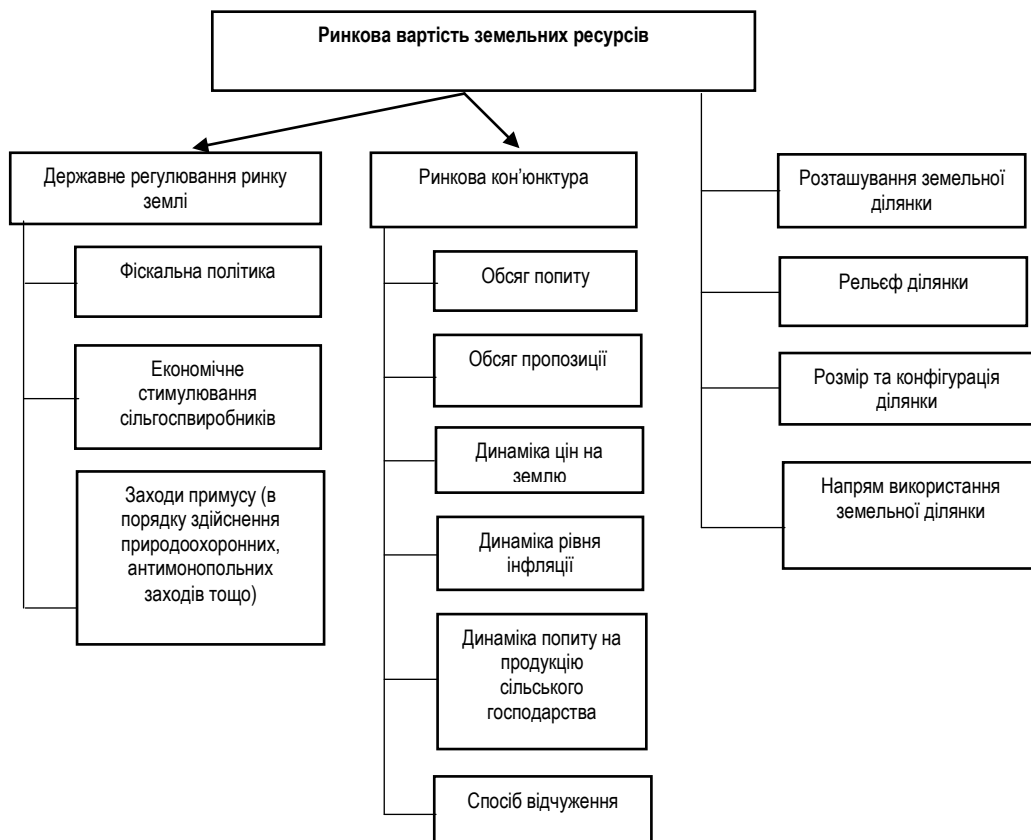 Ринкова вартість земельних ресурсів
Державне регулювання ринку
землі
Фіскальна політика
Економічне
стимулювання
сільгоспвиробників
Заходи примусу (в
порядку здійснення
природоохоронних,
антимонопольних
заходів тощо)
Ринкова кон’юнктура
Обсяг попиту
Обсяг пропозиції
Динаміка цін на
землю
Динаміка рівня
інфляції
Динаміка попиту на
продукцію
сільського
господарства
Спосіб відчуження
Розташування земельної
ділянки
Рельєф ділянки
Розмір та конфігурація
ділянки
Напрям використання
земельної ділянки